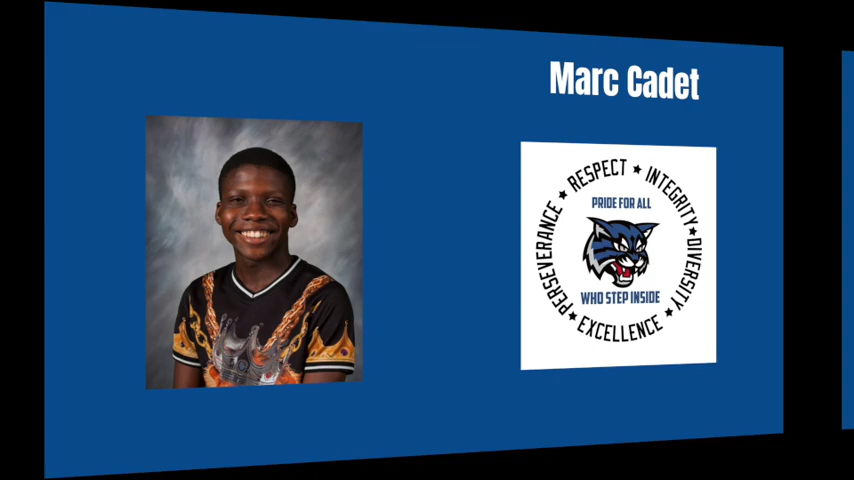 Marc Cadet
PERSEVERANCE ★ RESPECT ★ INTEGRITY ★ DIVERSITY ★ EXCELLENCE ★
PRIDE FOR ALL
WHO STEP INSIDE